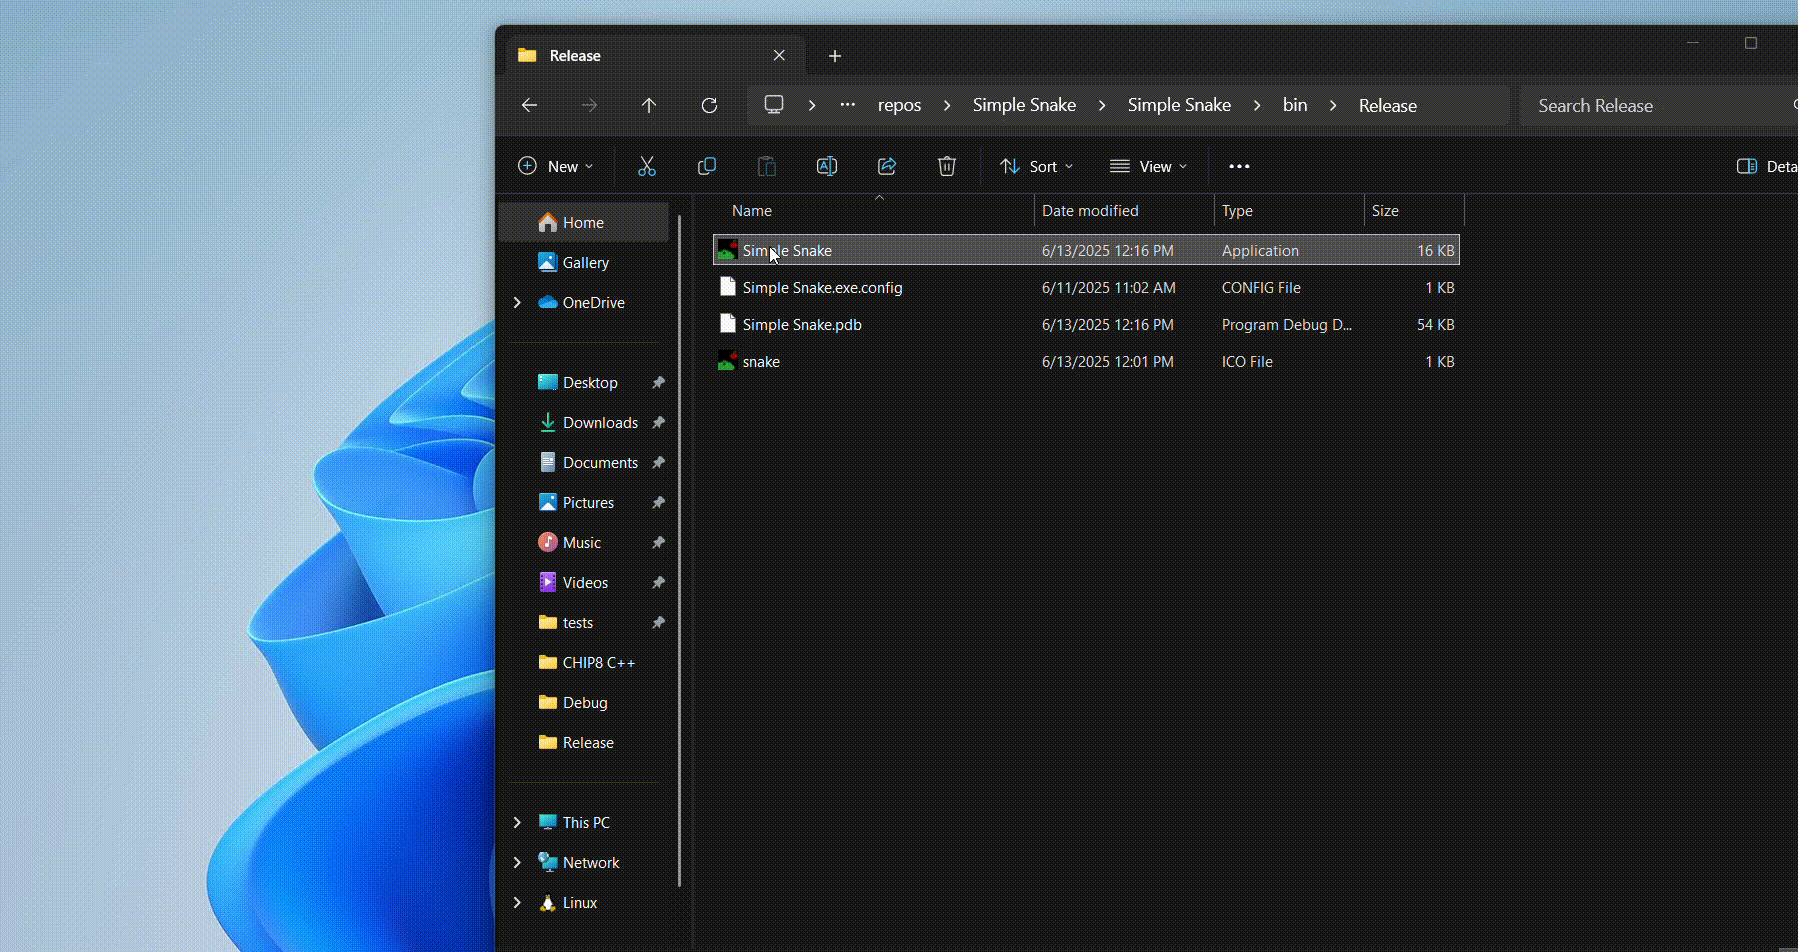 Release
repos > Simple Snake > Simple Snake > bin > Release
Search Release
New
Sort
View
Deta
Name
Date modified
Type
Size
Home
Gallery
OneDrive
Desktop
Downloads
Documents
Pictures
Music
Videos
tests
CHIP8 C++
Debug
Release
This PC
Network
Linux
Simple Snake 6/13/2025 12:16 PM Application 16 KB
Simple Snake.exe.config 6/11/2025 11:02 AM CONFIG File 1 KB
Simple Snake.pdb 6/13/2025 12:16 PM Program Debug D... 54 KB
snake 6/13/2025 12:01 PM ICO File 1 KB